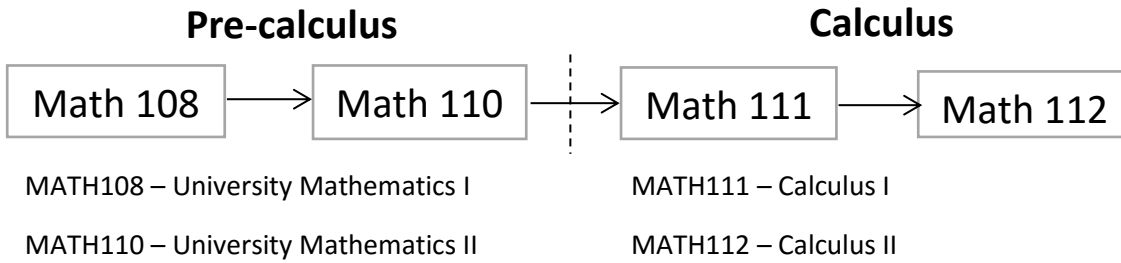 Pre-calculus
Calculus
Math 108
Math 110
Math 111
Math 112
MATH108 – University Mathematics I
MATH111 – Calculus I
MATH110 – University Mathematics II
MATH112 – Calculus II